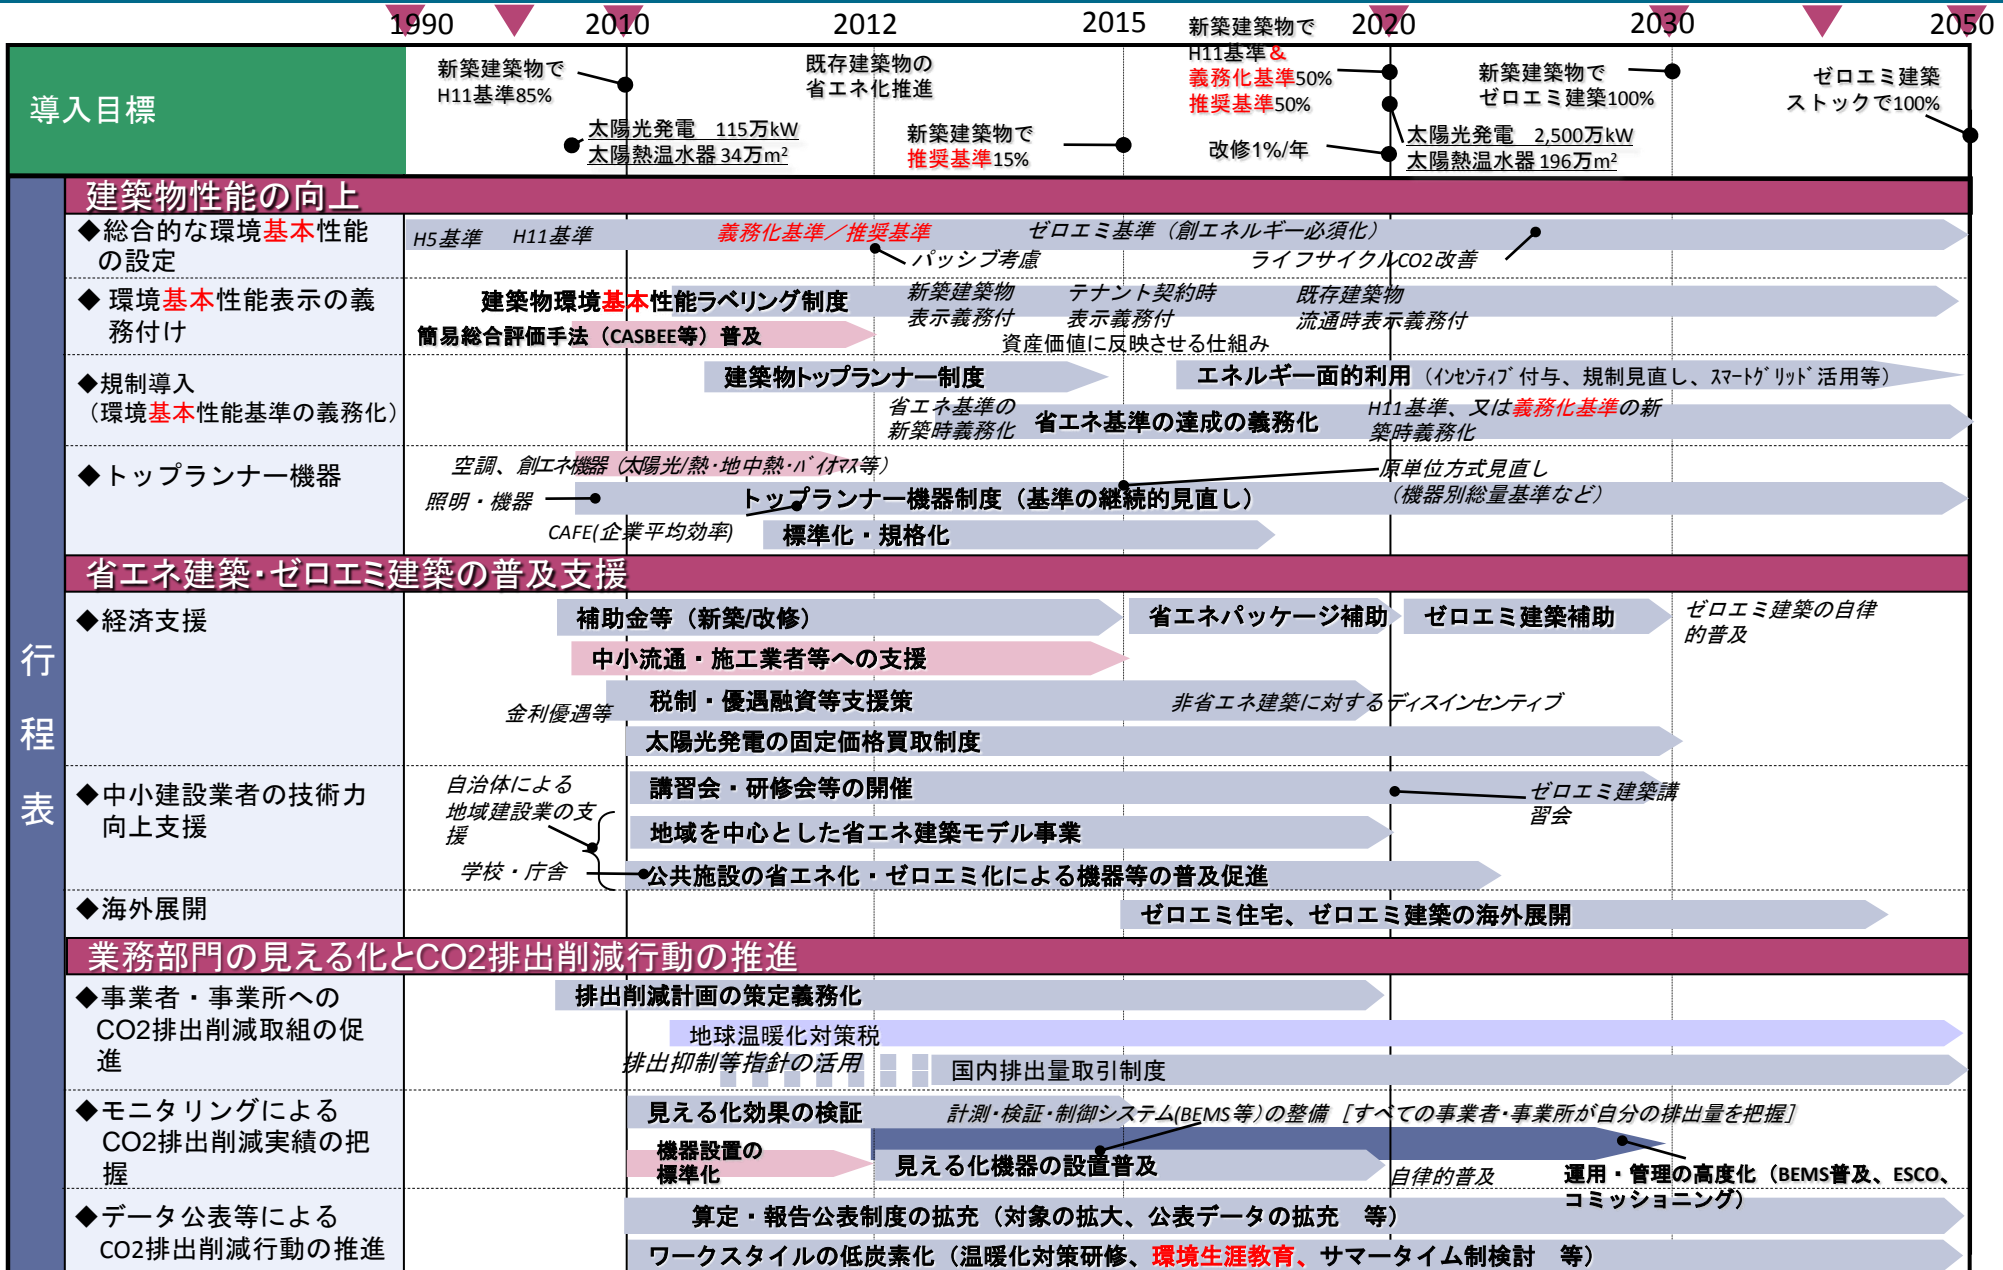 1990 2010 2012 2015 2020 2030 2050
導入目標
新築建築物で
H11基準85%
太陽光発電　115万kW
太陽熱温水器 34万m²
既存建築物の
省エネ化推進
新築建築物で
推奨基準15%
新築建築物で
H11基準&
義務化基準50%
推奨基準50%
改修1%/年
太陽光発電　2,500万kW
太陽熱温水器 196万m²
新築建築物で
ゼロエミ建築100%
ゼロエミ建築
ストックで100%
行程表
建築物性能の向上
◆総合的な環境基本性能
の設定
H5基準 H11基準 義務化基準／推奨基準 ゼロエミ基準（創エネルギー必須化）
パッシブ考慮 ライフサイクルCO2改善
◆ 環境基本性能表示の義
務付け
建築物環境基本性能ラベリング制度
新築建築物
表示義務付
テナント契約時
表示義務付
既存建築物
流通時表示義務付
簡易総合評価手法（CASBEE等）普及
資産価値に反映させる仕組み
◆規制導入
（環境基本性能基準の義務化）
建築物トップランナー制度
エネルギー面的利用（ｲﾝｾﾝﾃｨﾌﾞ付与、規制見直し、ｽﾏｰﾄｸﾞﾘｯﾄﾞ活用等）
省エネ基準の
新築時義務化
省エネ基準の達成の義務化
H11基準、又は義務化基準の新
築時義務化
◆トップランナー機器
空調、創エネ機器（太陽光/熱・地中熱・ﾊﾞｲｵﾏｽ等）
原単位方式見直し
（機器別総量基準など）
照明・機器
トップランナー機器制度（基準の継続的見直し）
CAFE(企業平均効率)
標準化・規格化
省エネ建築・ゼロエミ建築の普及支援
◆経済支援
補助金等（新築/改修）
省エネパッケージ補助
ゼロエミ建築補助
ゼロエミ建築の自律
的普及
中小流通・施工業者等への支援
金利優遇等
税制・優遇融資等支援策
非省エネ建築に対するディスインセンティブ
太陽光発電の固定価格買取制度
◆中小建設業者の技術力
向上支援
自治体による
地域建設業の支
援
学校・庁舎
講習会・研修会等の開催
ゼロエミ建築講
習会
地域を中心とした省エネ建築モデル事業
公共施設の省エネ化・ゼロエミ化による機器等の普及促進
◆海外展開
ゼロエミ住宅、ゼロエミ建築の海外展開
業務部門の見える化とCO2排出削減行動の推進
◆事業者・事業所への
CO2排出削減取組の促
進
排出削減計画の策定義務化
地球温暖化対策税
排出抑制等指針の活用
国内排出量取引制度
◆モニタリングによる
CO2排出削減実績の把
握
見える化効果の検証
計測・検証・制御システム(BEMS等)の整備［すべての事業者・事業所が自分の排出量を把握］
機器設置の
標準化
見える化機器の設置普及
自律的普及
運用・管理の高度化（BEMS普及、ESCO、
コミッショニング）
◆データ公表等による
CO2排出削減行動の推進
算定・報告公表制度の拡充（対象の拡大、公表データの拡充　等）
ワークスタイルの低炭素化（温暖化対策研修、環境生涯教育、サマータイム制検討　等）